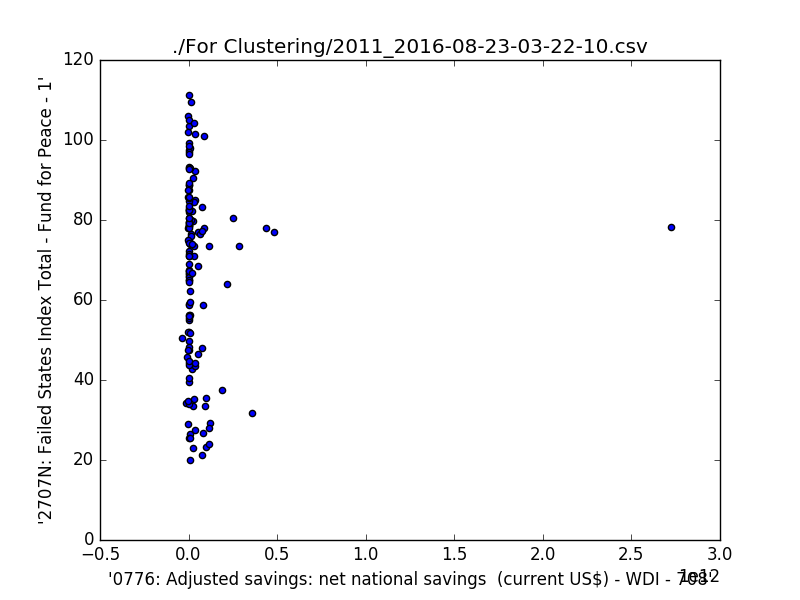 ./For Clustering/2011_2016-08-23-03-22-10.csv
120
100
80
60
40
20
0
'2707N: Failed States Index Total - Fund for Peace - 1'
−0.5 0.0 0.5 1.0 1.5 2.0 2.5 3.0
1e12
'0776: Adjusted savings: net national savings  (current US$) - WDI - 708'